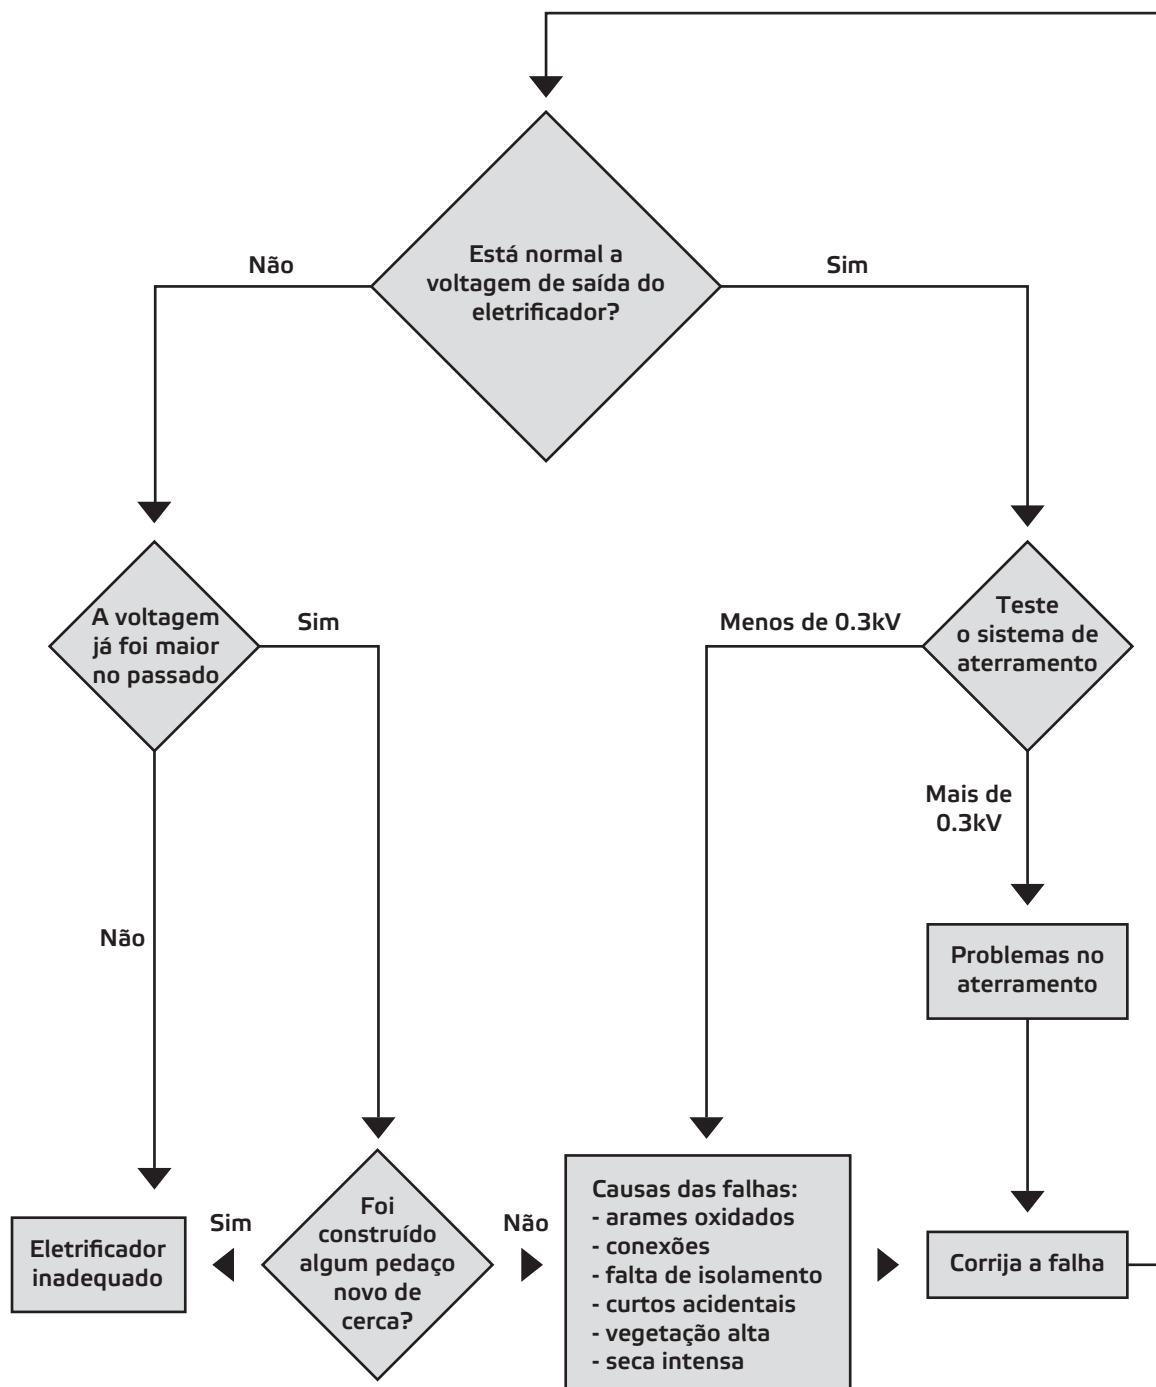 Está normal a
voltagem de saída do
eletrificador?
Não
Sim
A voltagem
já foi maior
no passado
Sim
Menos de 0.3kV
Teste
o sistema de
aterramento
Mais de
0.3kV
Não
Problemas no
aterramento
Eletrificador
inadequado
Sim
Foi
construído
algum pedaço
novo de
cerca?
Não
Causas das falhas:
- arames oxidados
- conexões
- falta de isolamento
- curtos acidentais
- vegetação alta
- seca intensa
Corrija a falha